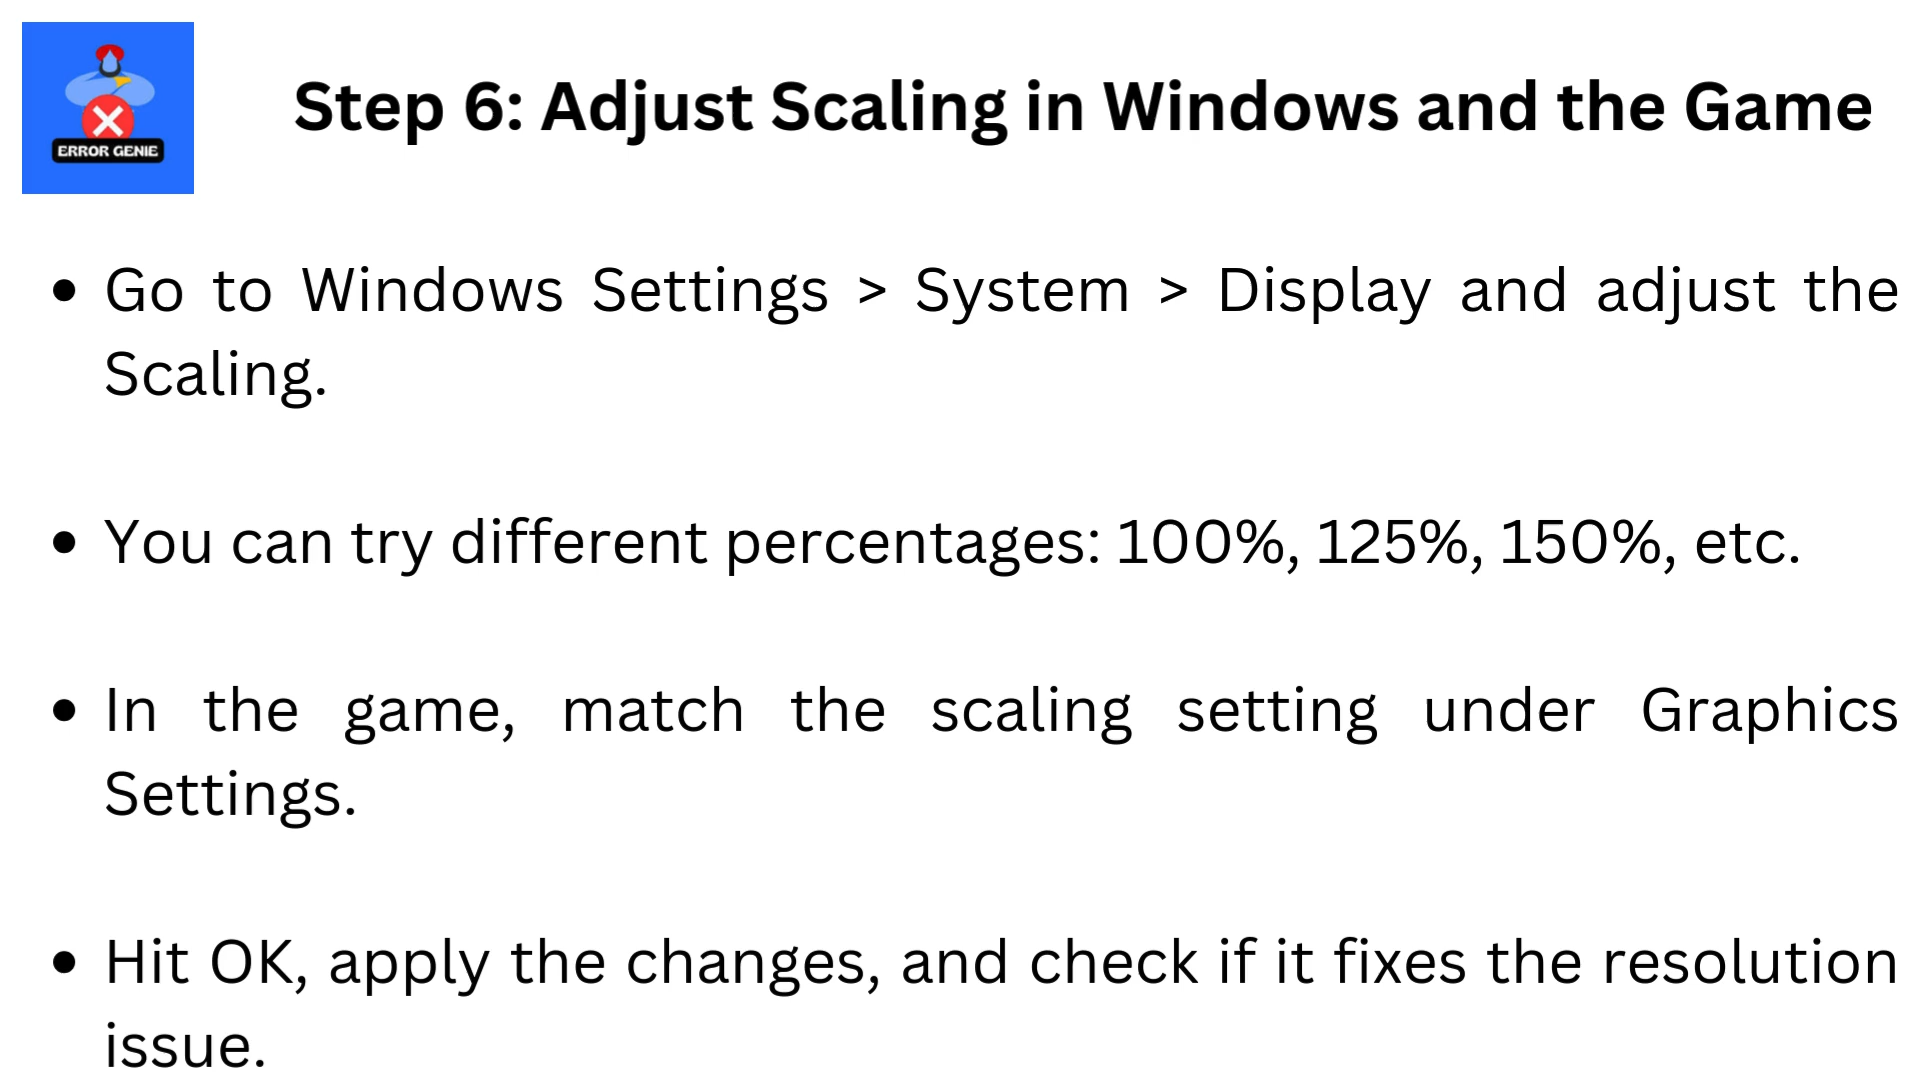 ERROR GENIE
Step 6: Adjust Scaling in Windows and the Game
• Go to Windows Settings > System > Display and adjust the
Scaling.
• You can try different percentages: 100%, 125%, 150%, etc.
• In the game, match the scaling setting under Graphics
Settings.
• Hit OK, apply the changes, and check if it fixes the resolution
issue.